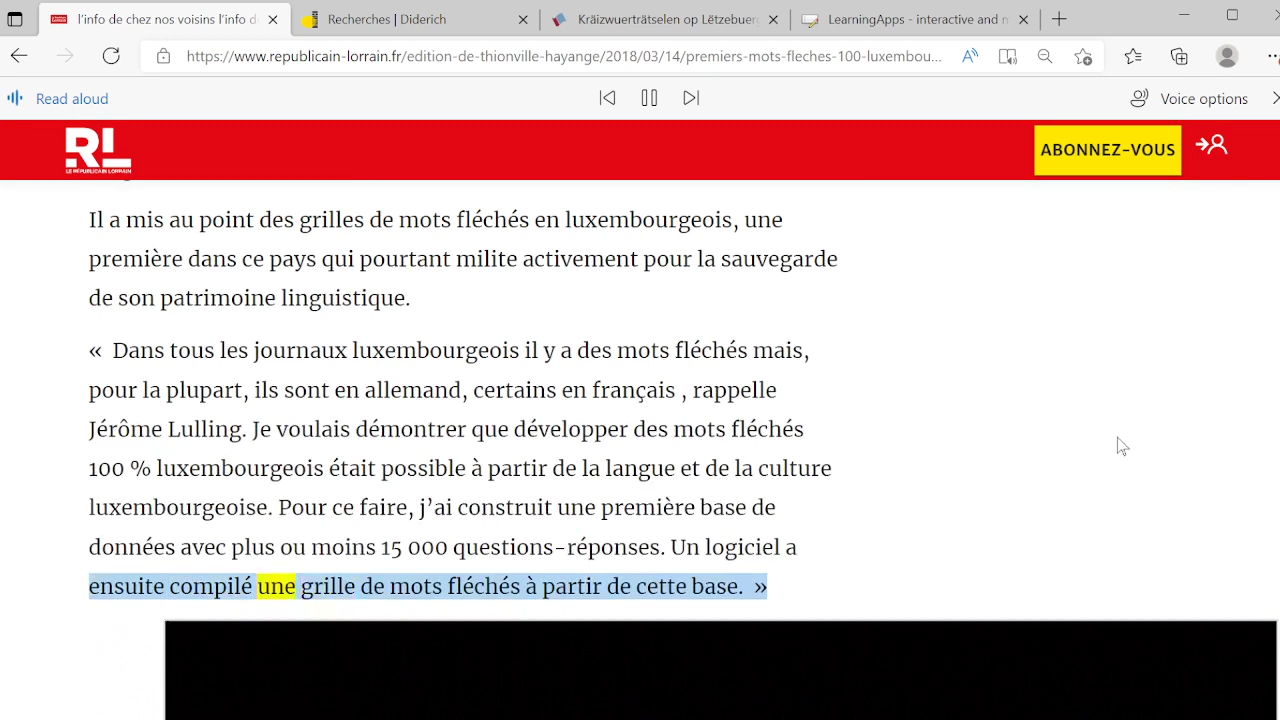 l'info de chez nos voisins l'info d
Recherches | Diderich
Kräizwuerträtselen op Lëtzebuerg
LearningApps - interactive and n
https://www.republicain-lorrain.fr/edition-de-thionville-hayange/2018/03/14/premiers-mots-fleches-100-luxembou...
Read aloud
Voice options
RL
LE RÉPUBLICAIN LORRAIN
ABONNEZ-VOUS
Il a mis au point des grilles de mots fléchés en luxembourgeois, une
première dans ce pays qui pourtant milite activement pour la sauvegarde
de son patrimoine linguistique.
« Dans tous les journaux luxembourgeois il y a des mots fléchés mais,
pour la plupart, ils sont en allemand, certains en français , rappelle
Jérôme Lulling. Je voulais démontrer que développer des mots fléchés
100 % luxembourgeois était possible à partir de la langue et de la culture
luxembourgeoise. Pour ce faire, j’ai construit une première base de
données avec plus ou moins 15 000 questions-réponses. Un logiciel a
ensuite compilé une grille de mots fléchés à partir de cette base. »